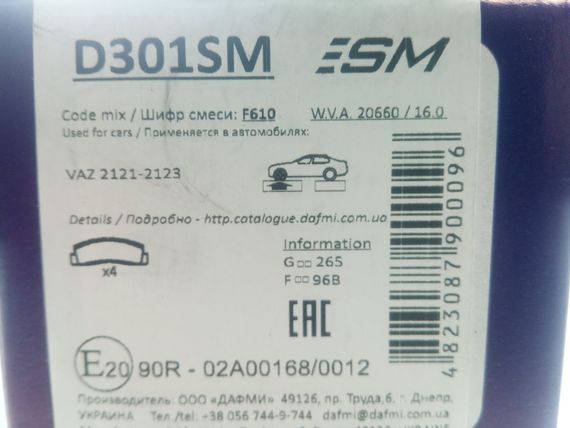 D301SM
SM
Code mix / Шифр смеси: F610
W.V.A. 20660 / 16.0
Used for cars / Применяется в автомобилях:
VAZ 2121-2123
Details / Подробно - http.catalogue.dafmi.com.ua
x4
Information
G □□ 265
F □□ 96B
EAC
E20 90R - 02A00168/0012
4823087900096
Производитель: ООО «ДАФМИ» 49126, пр. Труда,6, г. Днепр,
УКРАИНА Тел./Tel: +38 056 744-9-744 dafmi@dafmi.com.ua